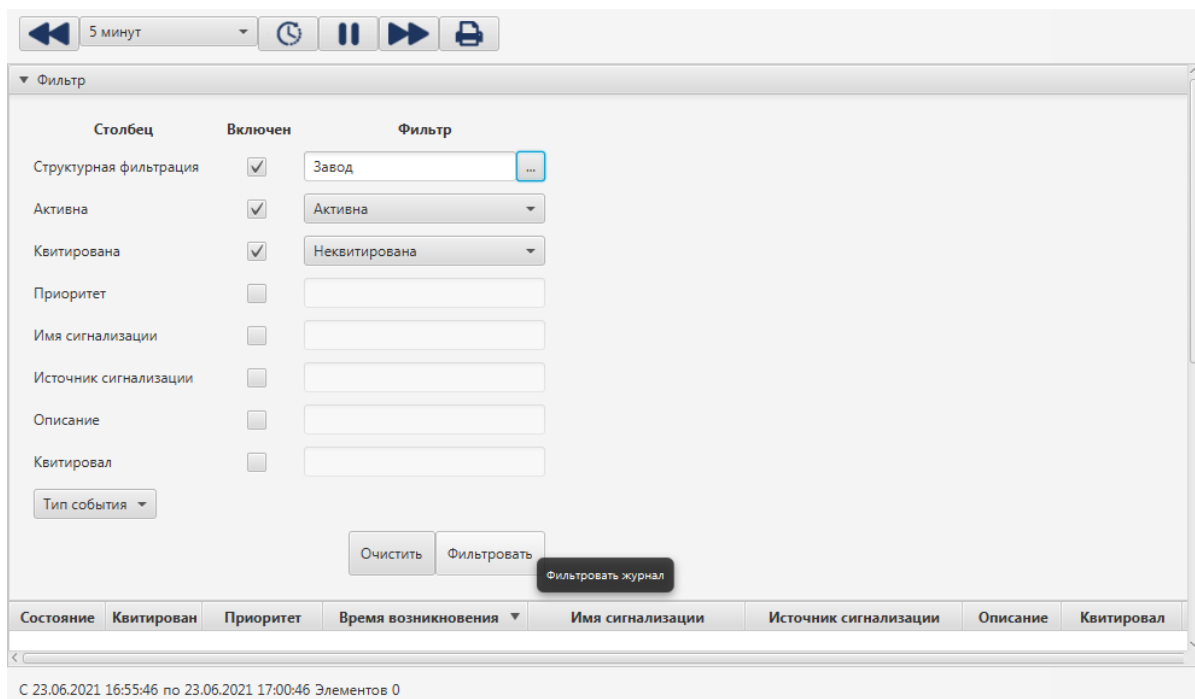 5 минут
Фильтр
Столбец Включен Фильтр
Структурная фильтрация Завод ...
Активна Активна
Квитирована Неквитирована
Приоритет
Имя сигнализации
Источник сигнализации
Описание
Квитировал
Тип события
Очистить Фильтровать
Фильтровать журнал
Состояние Квитирован Приоритет Время возникновения Имя сигнализации Источник сигнализации Описание Квитировал
С 23.06.2021 16:55:46 по 23.06.2021 17:00:46 Элементов 0